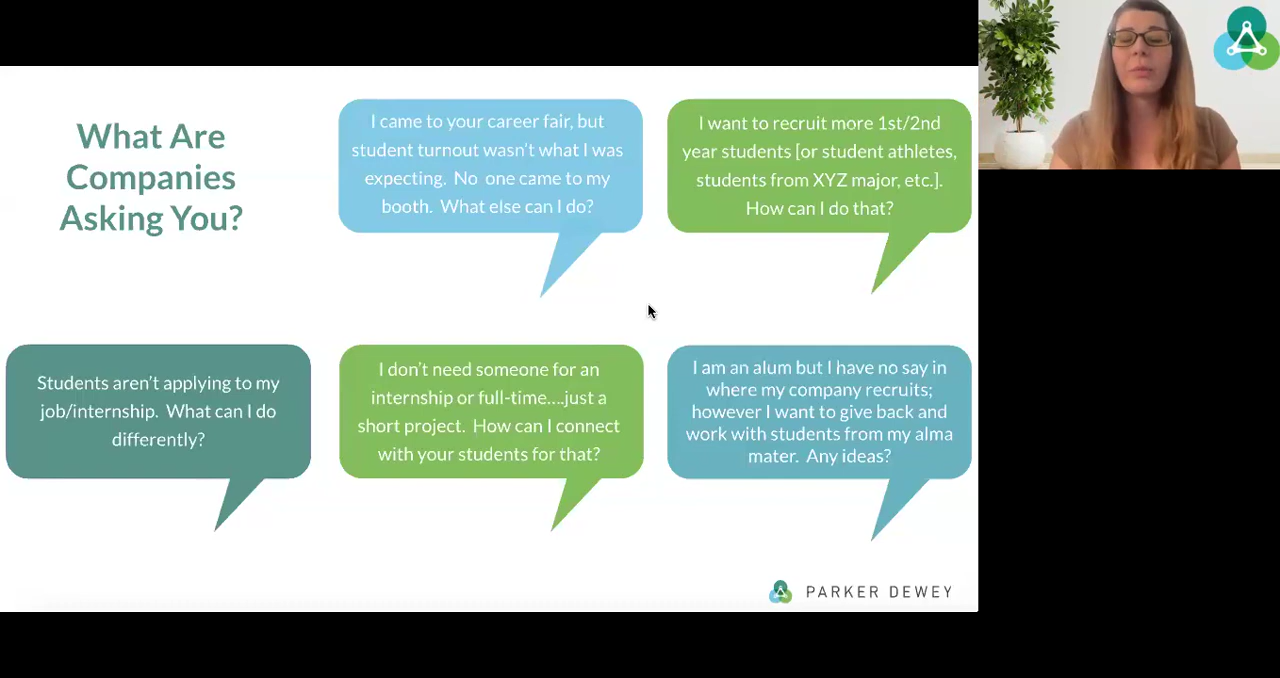 What Are
Companies
Asking You?
I came to your career fair, but
student turnout wasn't what I was
expecting.  No  one came to my
booth.  What else can I do?
I want to recruit more 1st/2nd
year students [or student athletes,
students from XYZ major, etc.].
How can I do that?
Students aren't applying to my
job/internship.  What can I do
differently?
I don't need someone for an
internship or full-time....just a
short project.  How can I connect
with your students for that?
I am an alum but I have no say in
where my company recruits;
however I want to give back and
work with students from my alma
mater.  Any ideas?
PARKER DEWEY